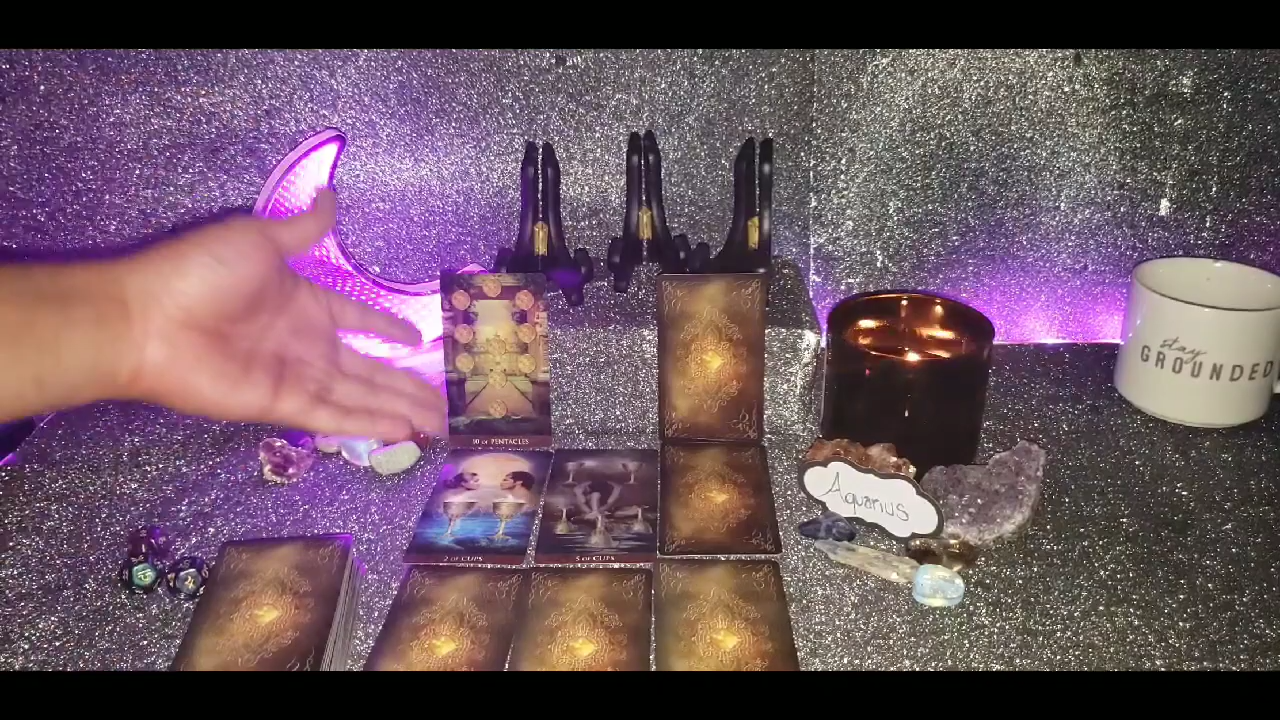 stay
GROUNDED
10 OF PENTACLES
Aquarius
2 OF CUPS
5 OF CUPS